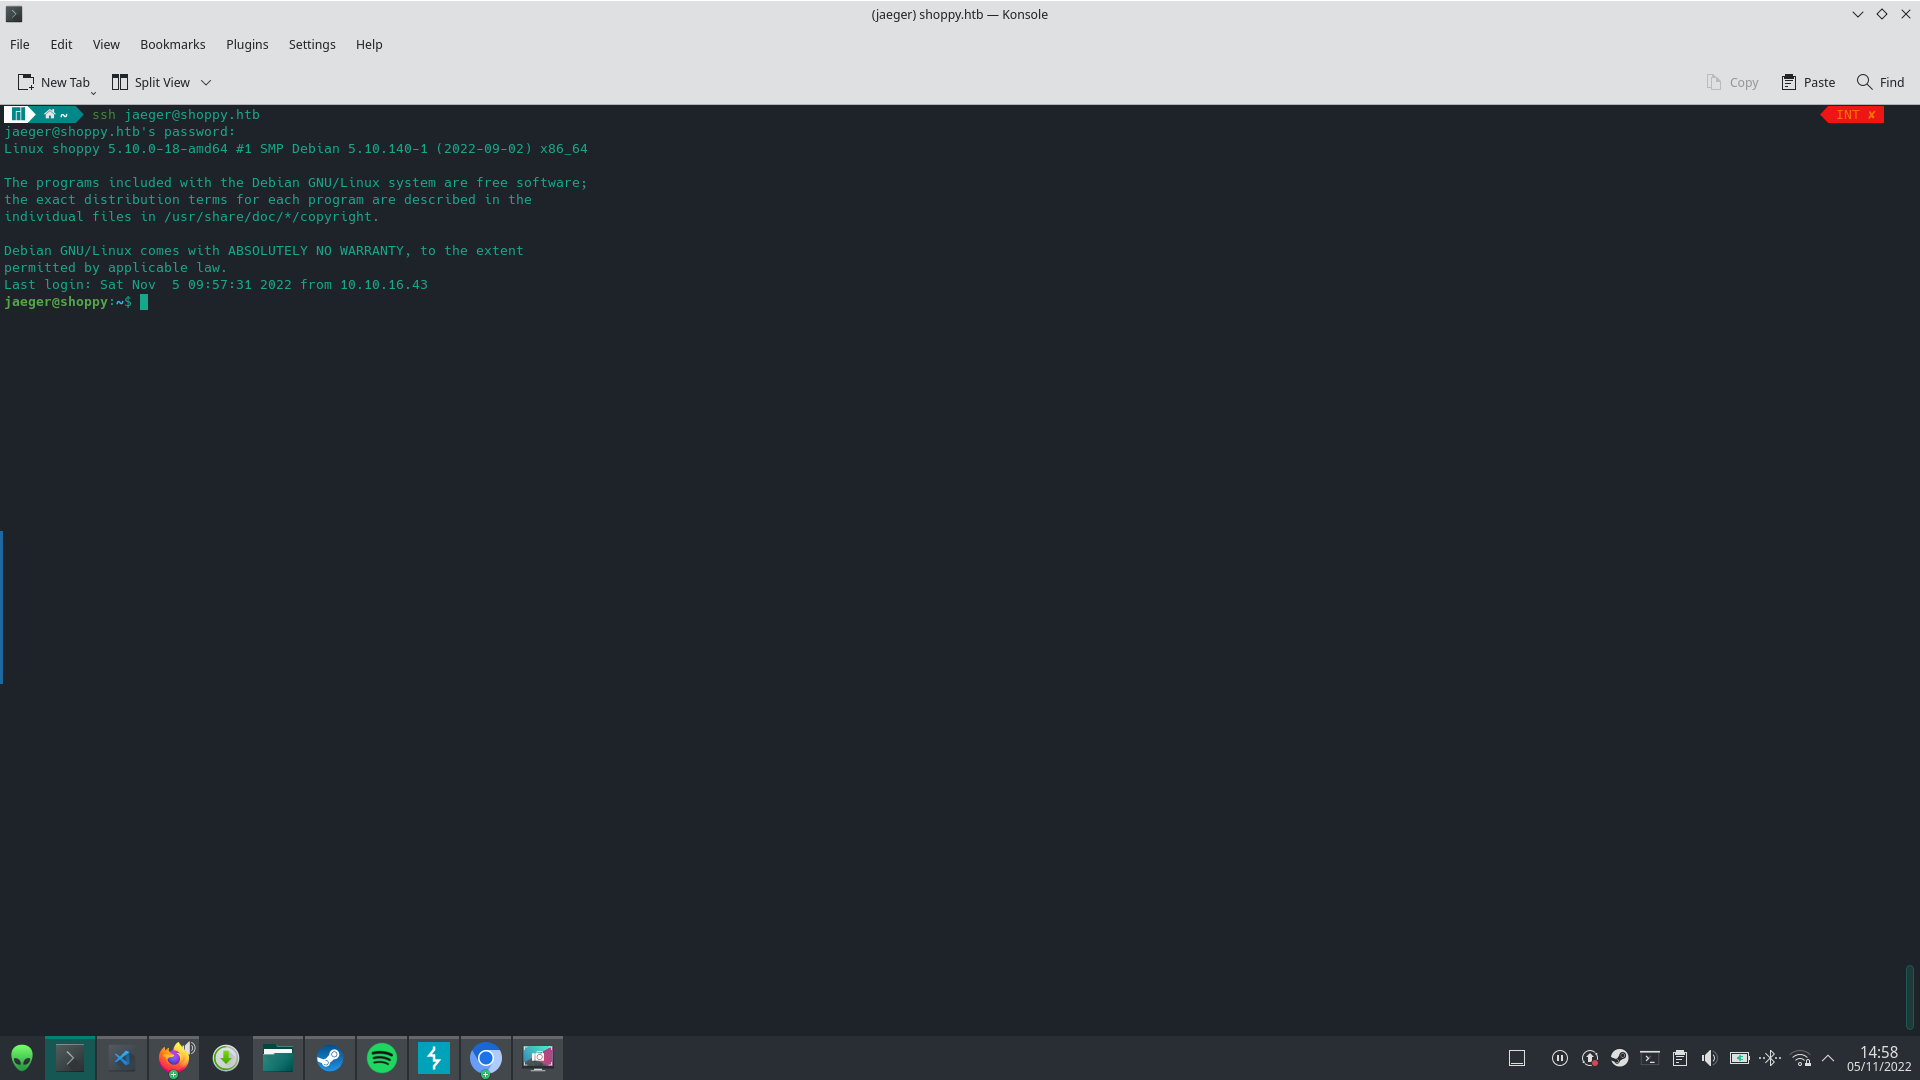 (jaeger) shoppy.htb — Konsole
File Edit View Bookmarks Plugins Settings Help
New Tab Split View Copy Paste Find
~ ssh jaeger@shoppy.htb INT ✘
jaeger@shoppy.htb's password:
Linux shoppy 5.10.0-18-amd64 #1 SMP Debian 5.10.140-1 (2022-09-02) x86_64
The programs included with the Debian GNU/Linux system are free software;
the exact distribution terms for each program are described in the
individual files in /usr/share/doc/*/copyright.
Debian GNU/Linux comes with ABSOLUTELY NO WARRANTY, to the extent
permitted by applicable law.
Last login: Sat Nov  5 09:57:31 2022 from 10.10.16.43
jaeger@shoppy:~$
14:58
05/11/2022